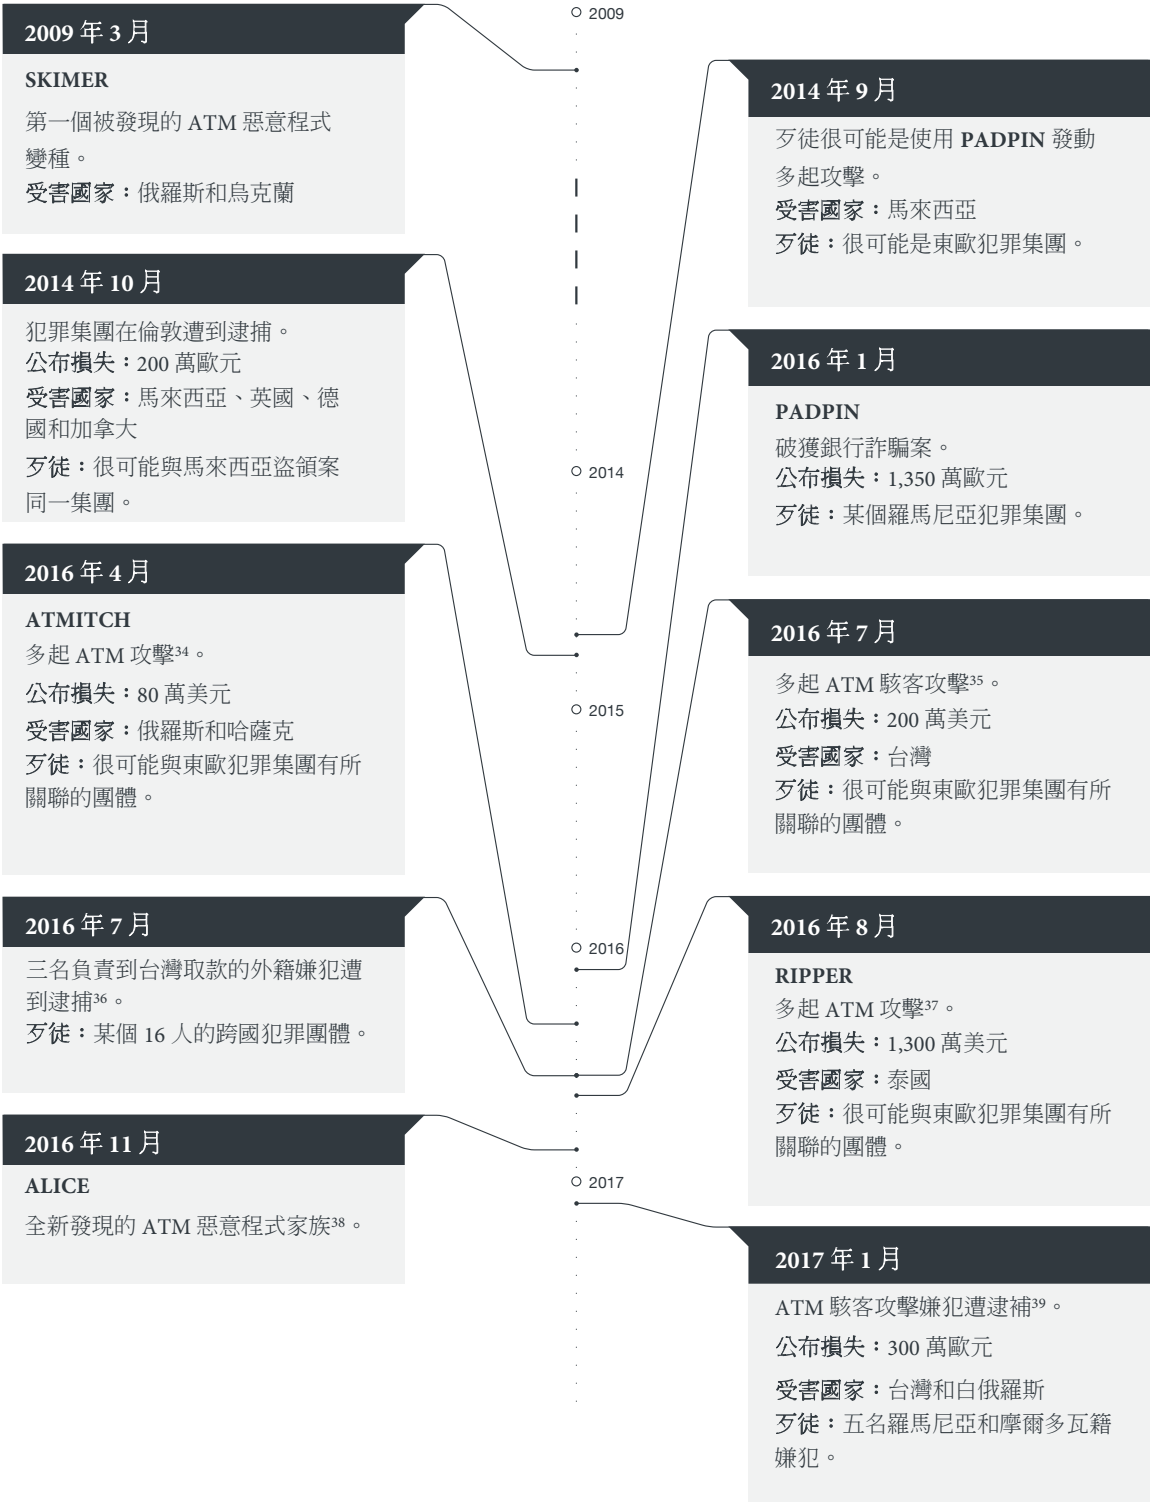 2009 年 3 月
SKIMER
第一個被發現的 ATM 惡意程式
變種。
受害國家：俄羅斯和烏克蘭
2014 年 10 月
犯罪集團在倫敦遭到逮捕。
公布損失：200 萬歐元
受害國家：馬來西亞、英國、德
國和加拿大
歹徒：很可能與馬來西亞盜領案
同一集團。
2016 年 4 月
ATMITCH
多起 ATM 攻擊³⁴。
公布損失：80 萬美元
受害國家：俄羅斯和哈薩克
歹徒：很可能與東歐犯罪集團有所
關聯的團體。
2016 年 7 月
三名負責到台灣取款的外籍嫌犯遭
到逮捕³⁶。
歹徒：某個 16 人的跨國犯罪團體。
2016 年 11 月
ALICE
全新發現的 ATM 惡意程式家族³⁸。
2009
2014
2015
2016
2017
2014 年 9 月
歹徒很可能是使用 PADPIN 發動
多起攻擊。
受害國家：馬來西亞
歹徒：很可能是東歐犯罪集團。
2016 年 1 月
PADPIN
破獲銀行詐騙案。
公布損失：1,350 萬歐元
歹徒：某個羅馬尼亞犯罪集團。
2016 年 7 月
多起 ATM 駭客攻擊³⁵。
公布損失：200 萬美元
受害國家：台灣
歹徒：很可能與東歐犯罪集團有所
關聯的團體。
2016 年 8 月
RIPPER
多起 ATM 攻擊³⁷。
公布損失：1,300 萬美元
受害國家：泰國
歹徒：很可能與東歐犯罪集團有所
關聯的團體。
2017 年 1 月
ATM 駭客攻擊嫌犯遭逮補³⁹。
公布損失：300 萬歐元
受害國家：台灣和白俄羅斯
歹徒：五名羅馬尼亞和摩爾多瓦籍
嫌犯。